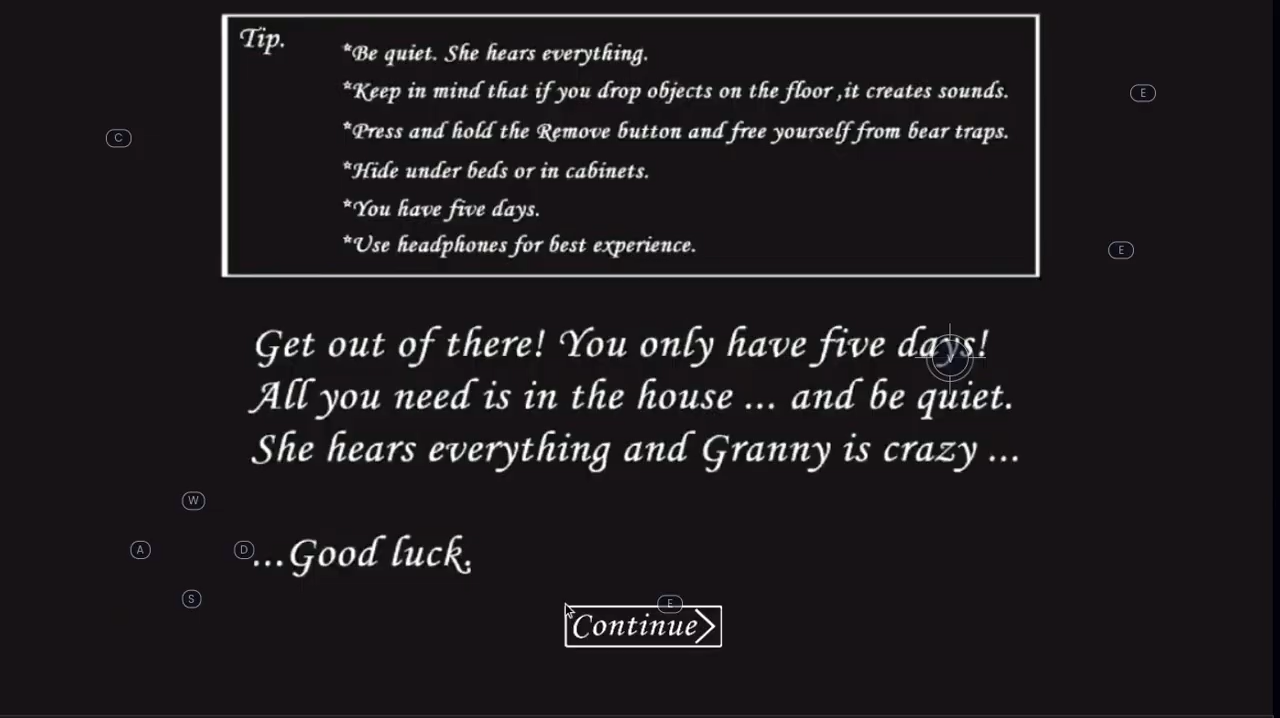 Tip.
*Be quiet. She hears everything.
*Keep in mind that if you drop objects on the floor ,it creates sounds.
*Press and hold the Remove button and free yourself from bear traps.
*Hide under beds or in cabinets.
*You have five days.
*Use headphones for best experience.
E
C
E
Get out of there! You only have five days!
All you need is in the house ... and be quiet.
She hears everything and Granny is crazy ...
W
A
D
...Good luck.
S
E
Continue